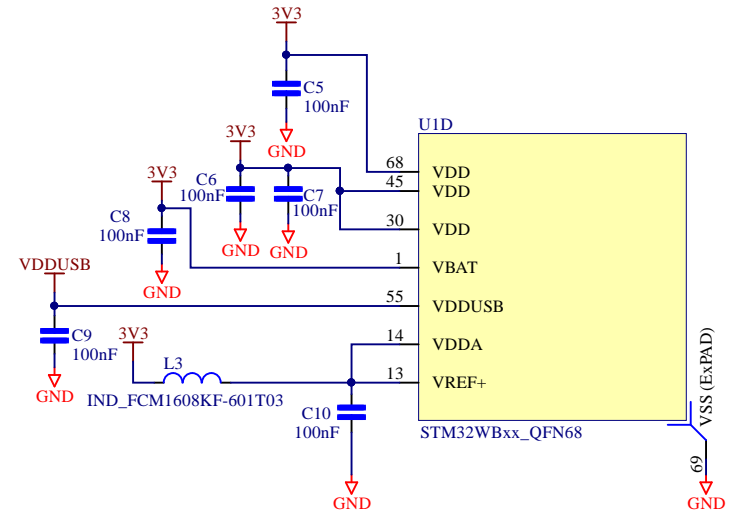 3V3
C5
100nF
GND
U1D
3V3
68 VDD
45 VDD
C6
100nF
C7
100nF
3V3
30 VDD
C8
100nF
GND
GND
1 VBAT
VDDUSB
GND
55 VDDUSB
C9
100nF
3V3
14 VDDA
L3
13 VREF+
GND
IND_FCM1608KF-601T03
C10
100nF
STM32WBxx_QFN68
VSS (ExPAD)
69
GND
GND